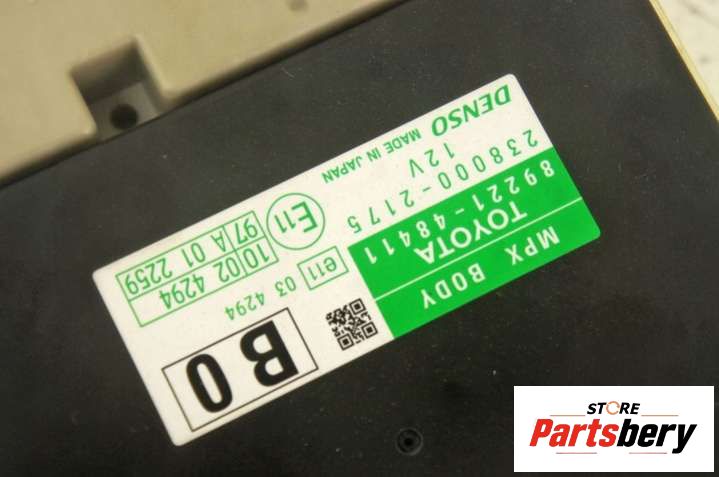 MPX BODY
TOYOTA
89221-48411
238000-2175
12V
DENSO MADE IN JAPAN
E11
e11 03 4294
10/02 4294
97/A 01 2259
B0
STORE
Partsbery